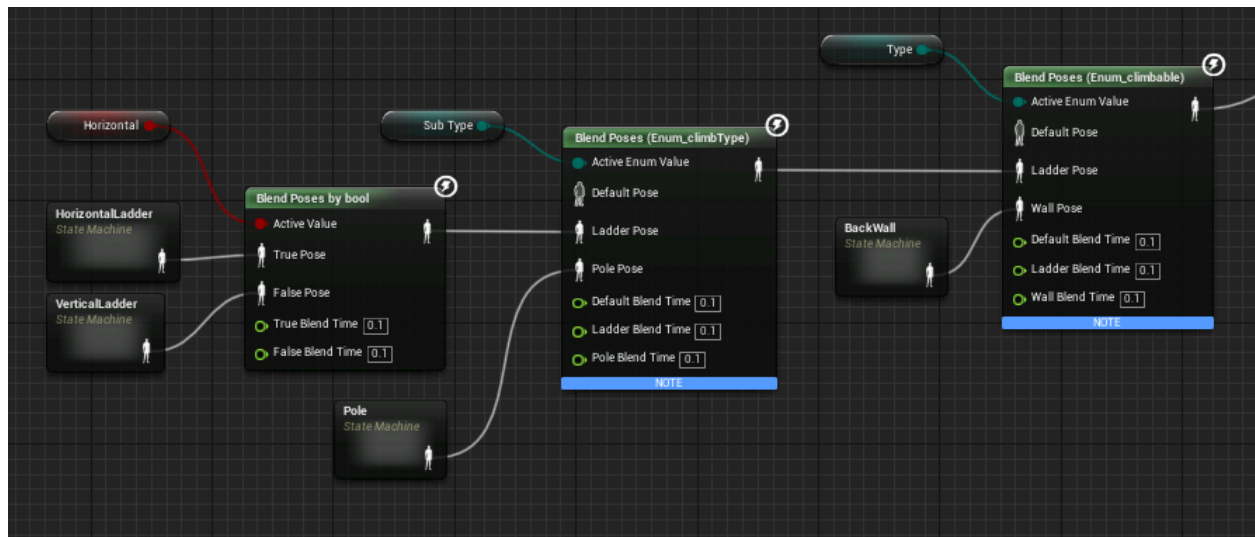 Horizontal
HorizontalLadder
State Machine
VerticalLadder
State Machine
Blend Poses by bool
Active Value
True Pose
False Pose
True Blend Time 0.1
False Blend Time 0.1
Pole
State Machine
Sub Type
Blend Poses (Enum_climbType)
Active Enum Value
Default Pose
Ladder Pose
Pole Pose
Default Blend Time 0.1
Ladder Blend Time 0.1
Pole Blend Time 0.1
NOTE
BackWall
State Machine
Type
Blend Poses (Enum_climbable)
Active Enum Value
Default Pose
Ladder Pose
Wall Pose
Default Blend Time 0.1
Ladder Blend Time 0.1
Wall Blend Time 0.1
NOTE